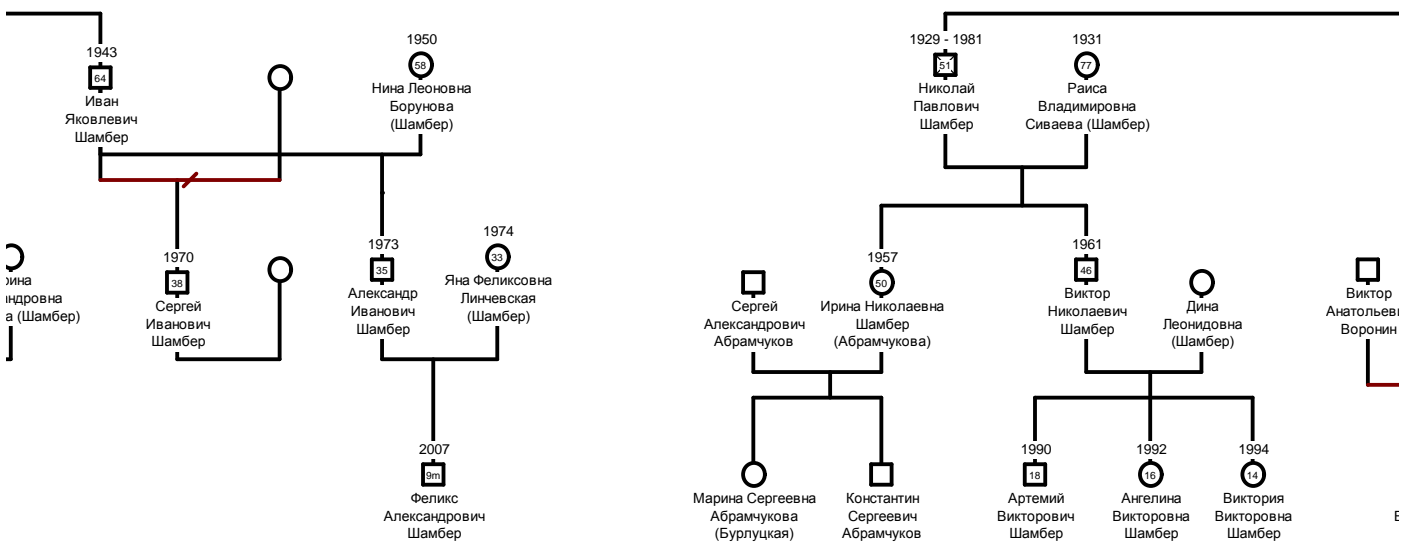 1943
64
Иван
Яковлевич
Шамбер
1950
58
Нина Леоновна
Борунова
(Шамбер)
1929 - 1981
51
Николай
Павлович
Шамбер
1931
77
Раиса
Владимировна
Сиваева (Шамбер)
(Шамбер)
1970
38
Сергей
Иванович
Шамбер
1973
35
Александр
Иванович
Шамбер
1974
33
Яна Феликсовна
Линчевская
(Шамбер)
Сергей
Александрович
Абрамчуков
1957
50
Ирина Николаевна
Шамбер
(Абрамчукова)
1961
46
Виктор
Николаевич
Шамбер
Дина
Леонидовна
(Шамбер)
Виктор
Воронин
2007
9m
Феликс
Александрович
Шамбер
Марина Сергеевна
Абрамчукова
(Бурлуцкая)
Константин
Сергеевич
Абрамчуков
1990
18
Артемий
Викторович
Шамбер
1992
16
Ангелина
Викторовна
Шамбер
1994
14
Виктория
Викторовна
Шамбер